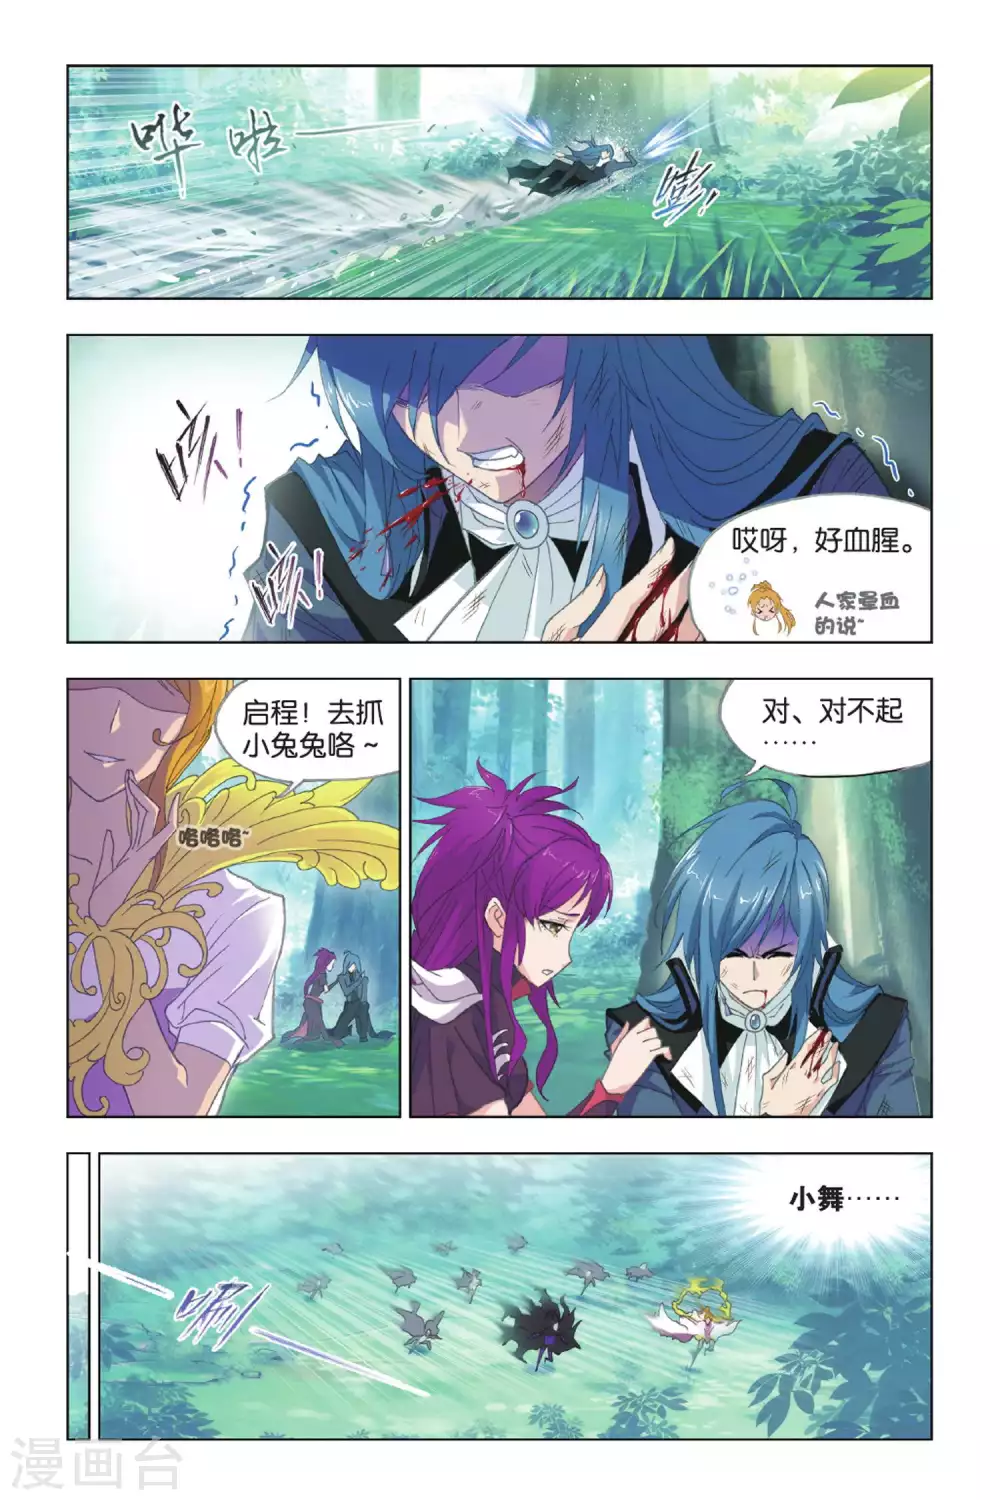 哗啦——
嘭！
咳！
咳！
哎呀，好血腥。
人家晕血
的说~
启程！去抓
小兔兔咯~
咯咯咯~
对、对不起
……
小舞……
唰
漫画台